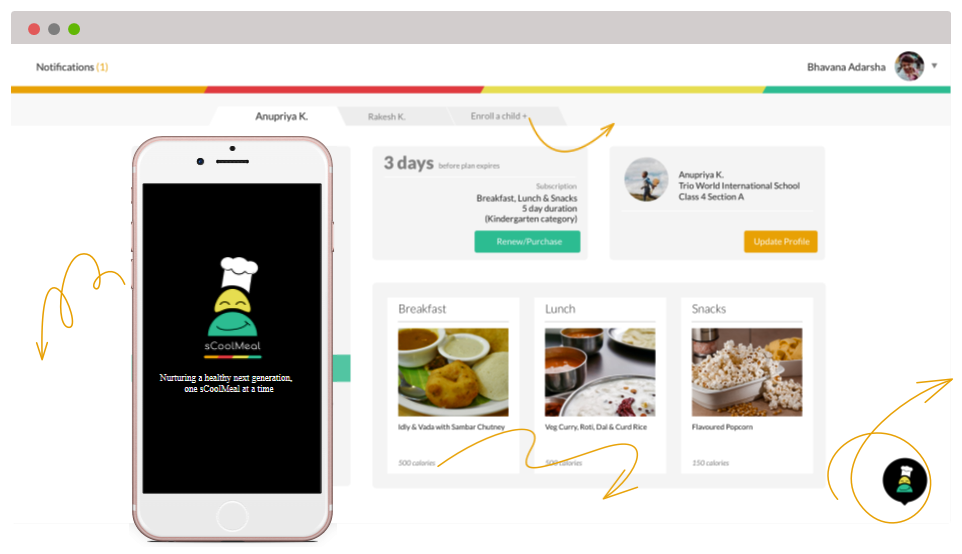 Notifications (1)
Bhavana Adarsha
Anupriya K.
Rakesh K.
Enroll a child +
3 days before plan expires
Subscription
Breakfast, Lunch & Snacks
5 day duration
(Kindergarten category)
Renew/Purchase
Anupriya K.
Trio World International School
Class 4 Section A
Update Profile
sCoolMeal
Nurturing a healthy next generation,
one sCoolMeal at a time
Breakfast
Idly & Vada with Sambar Chutney
500 calories
Lunch
Veg Curry, Roti, Dal & Curd Rice
500 calories
Snacks
Flavoured Popcorn
150 calories